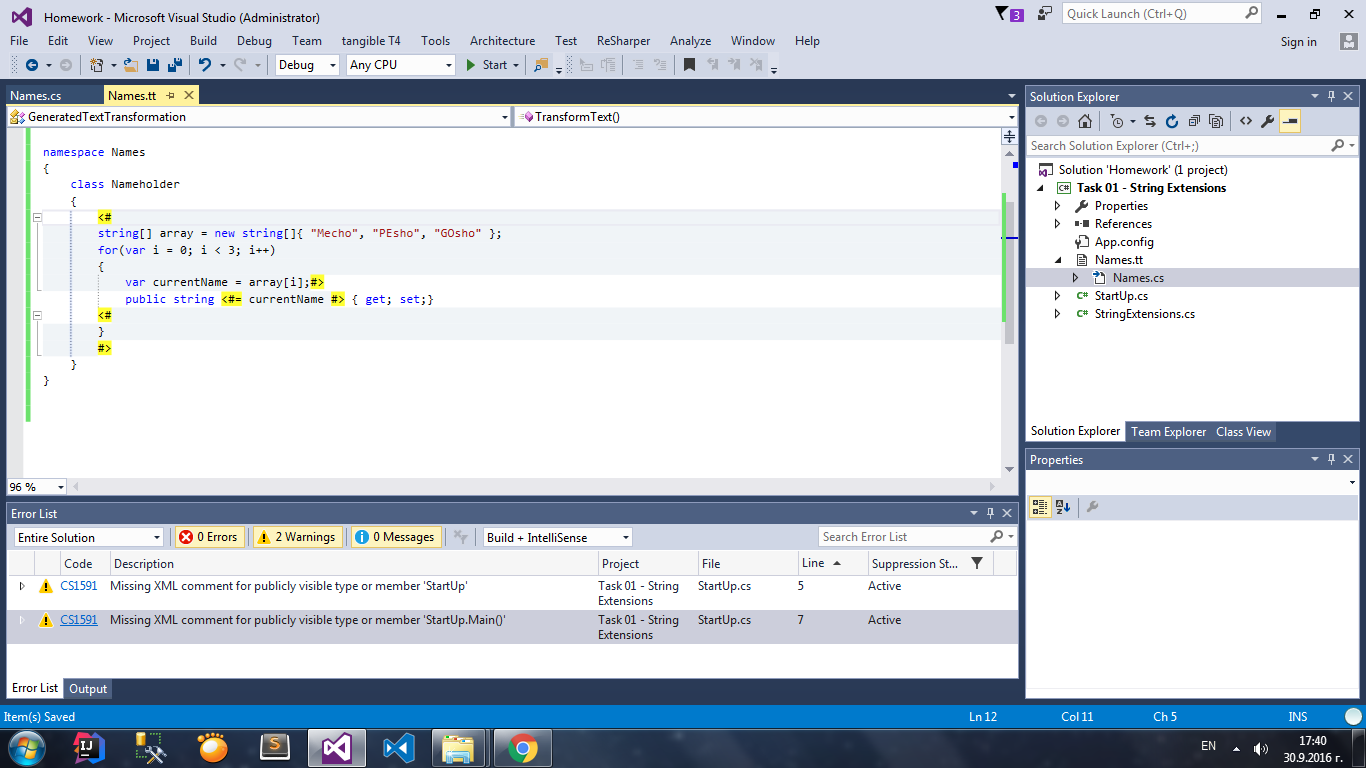 Homework - Microsoft Visual Studio (Administrator)
3
Quick Launch (Ctrl+Q)
File Edit View Project Build Debug Team tangible T4 Tools Architecture Test ReSharper Analyze Window Help
Sign in
Debug Any CPU Start
Names.cs Names.tt
GeneratedTextTransformation TransformText()
namespace Names
{
class Nameholder
{
<#
string[] array = new string[]{ "Mecho", "PEsho", "GOsho" };
for(var i = 0; i < 3; i++)
{
var currentName = array[i];#>
public string <#= currentName #> { get; set;}
<#
}
#>
}
}
96 %
Solution Explorer
Search Solution Explorer (Ctrl+;)
Solution 'Homework' (1 project)
C# Task 01 - String Extensions
Properties
References
App.config
Names.tt
Names.cs
C# StartUp.cs
C# StringExtensions.cs
Solution Explorer Team Explorer Class View
Properties
Error List
Entire Solution 0 Errors 2 Warnings 0 Messages Build + IntelliSense Search Error List
Code Description Project File Line Suppression St...
CS1591 Missing XML comment for publicly visible type or member 'StartUp' Task 01 - String Extensions StartUp.cs 5 Active
CS1591 Missing XML comment for publicly visible type or member 'StartUp.Main()' Task 01 - String Extensions StartUp.cs 7 Active
Error List Output
Item(s) Saved Ln 12 Col 11 Ch 5 INS
IJ S
EN 17:40
30.9.2016 г.